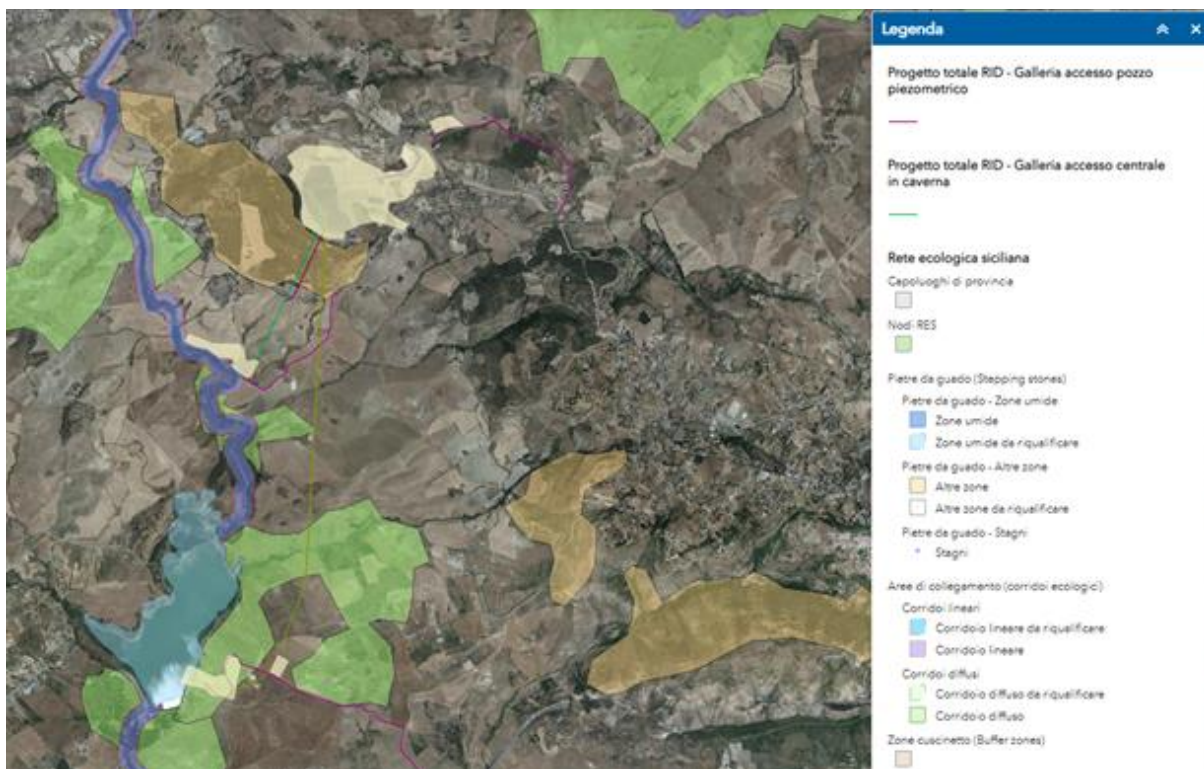 Legenda
Progetto totale RID - Galleria accesso pozzo
piezometrico
Progetto totale RID - Galleria accesso centrale
in caverna
Rete ecologica siciliana
Capoluoghi di provincia
Nodi RES
Pietre da guado (Stepping stones)
Pietre da guado - Zone umide
Zone umide
Zone umide da riqualificare
Pietre da guado - Altre zone
Altre zone
Altre zone da riqualificare
Pietre da guado - Stagni
Stagni
Aree di collegamento (corridoi ecologici)
Corridoi lineari
Corridoio lineare da riqualificare
Corridoio lineare
Corridoi diffusi
Corridoio diffuso da riqualificare
Corridoio diffuso
Zone cuscinetto (Buffer zones)